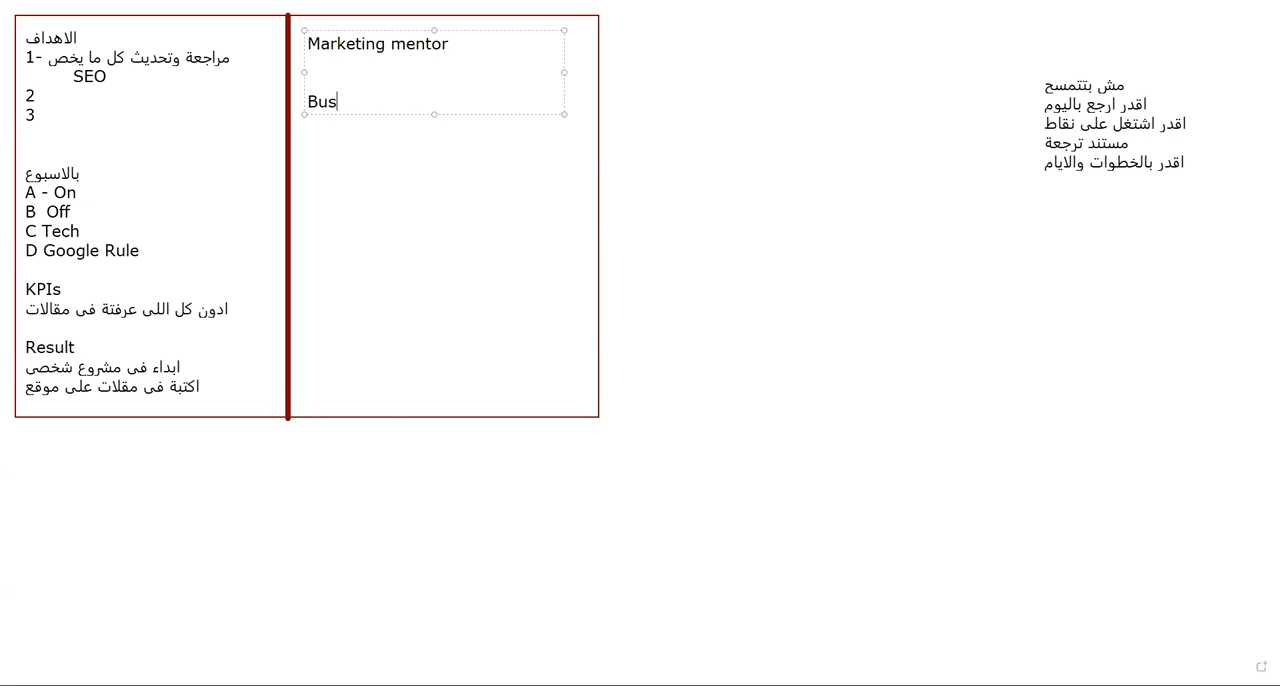 الاهداف
1- مراجعة وتحديث كل ما يخص
SEO
2
3
بالاسبوع
A - On
B  Off
C Tech
D Google Rule
KPIs
ادون كل اللى عرفتة فى مقالات
Result
ابداء فى مشروع شخصى
اكتبة فى مقلات على موقع
Marketing mentor
Bus
مش بتتمسح
اقدر ارجع باليوم
اقدر اشتغل على نقاط
مستند ترجعة
اقدر بالخطوات والايام